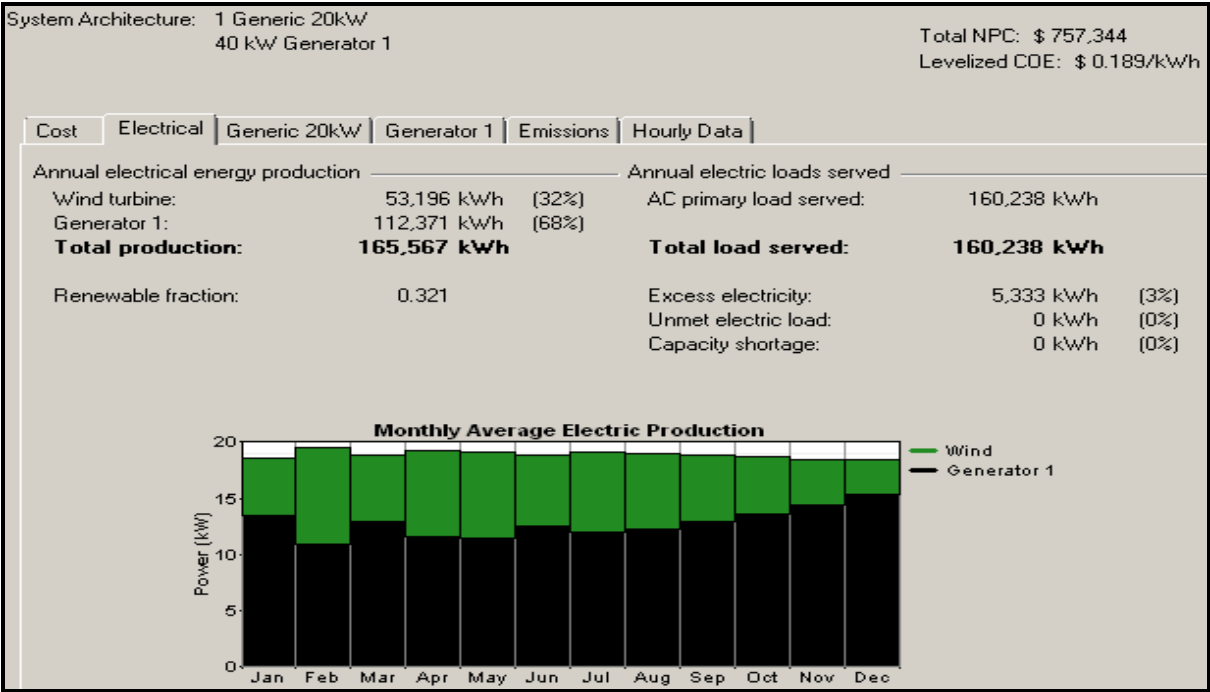 System Architecture: 1 Generic 20kW
40 kW Generator 1
Total NPC: $ 757,344
Levelized COE: $ 0.189/kWh
Cost Electrical Generic 20kW Generator 1 Emissions Hourly Data
Annual electrical energy production
Wind turbine: 53,196 kWh (32%)
Generator 1: 112,371 kWh (68%)
Total production: 165,567 kWh
Renewable fraction: 0.321
Annual electric loads served
AC primary load served: 160,238 kWh
Total load served: 160,238 kWh
Excess electricity: 5,333 kWh (3%)
Unmet electric load: 0 kWh (0%)
Capacity shortage: 0 kWh (0%)
Monthly Average Electric Production
Power (kW)
20
15
10
5
0
Jan Feb Mar Apr May Jun Jul Aug Sep Oct Nov Dec
Wind
Generator 1